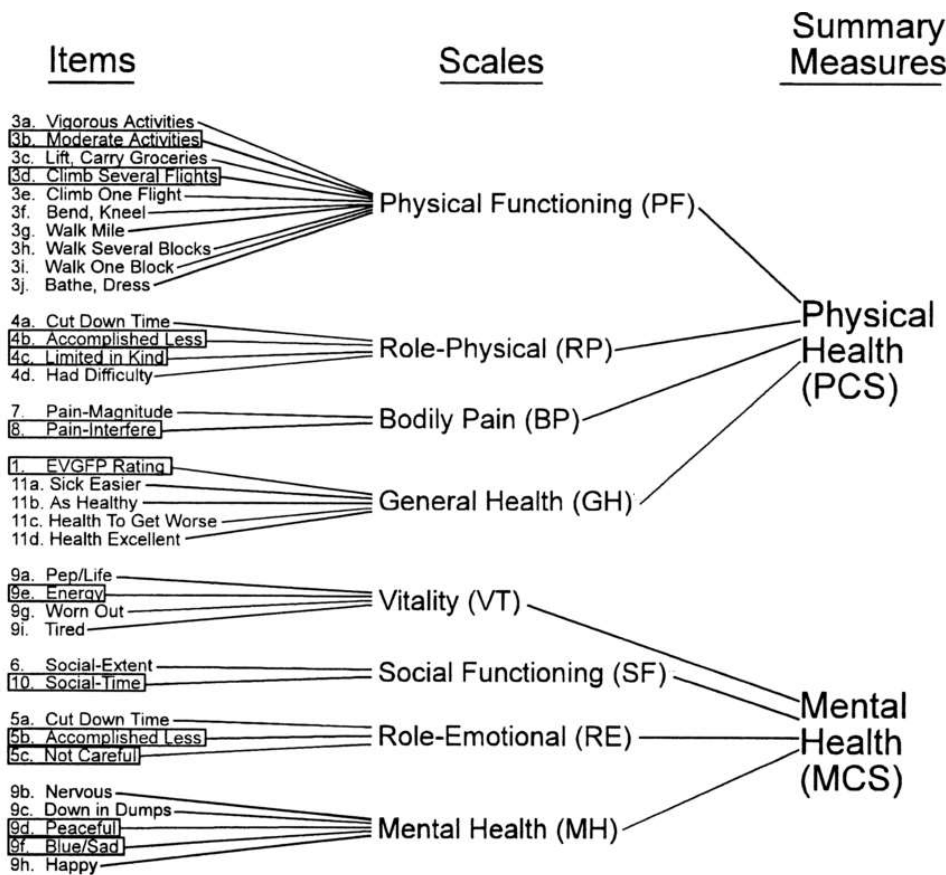 Items
Scales
Summary
Measures
3a. Vigorous Activities
3b. Moderate Activities
3c. Lift, Carry Groceries
3d. Climb Several Flights
3e. Climb One Flight
3f. Bend, Kneel
3g. Walk Mile
3h. Walk Several Blocks
3i. Walk One Block
3j. Bathe, Dress
Physical Functioning (PF)
4a. Cut Down Time
4b. Accomplished Less
4c. Limited in Kind
4d. Had Difficulty
Role-Physical (RP)
7. Pain-Magnitude
8. Pain-Interfere
Bodily Pain (BP)
1. EVGFP Rating
11a. Sick Easier
11b. As Healthy
11c. Health To Get Worse
11d. Health Excellent
General Health (GH)
Physical
Health
(PCS)
9a. Pep/Life
9e. Energy
9g. Worn Out
9i. Tired
Vitality (VT)
6. Social-Extent
10. Social-Time
Social Functioning (SF)
5a. Cut Down Time
5b. Accomplished Less
5c. Not Careful
Role-Emotional (RE)
9b. Nervous
9c. Down in Dumps
9d. Peaceful
9f. Blue/Sad
9h. Happy
Mental Health (MH)
Mental
Health
(MCS)